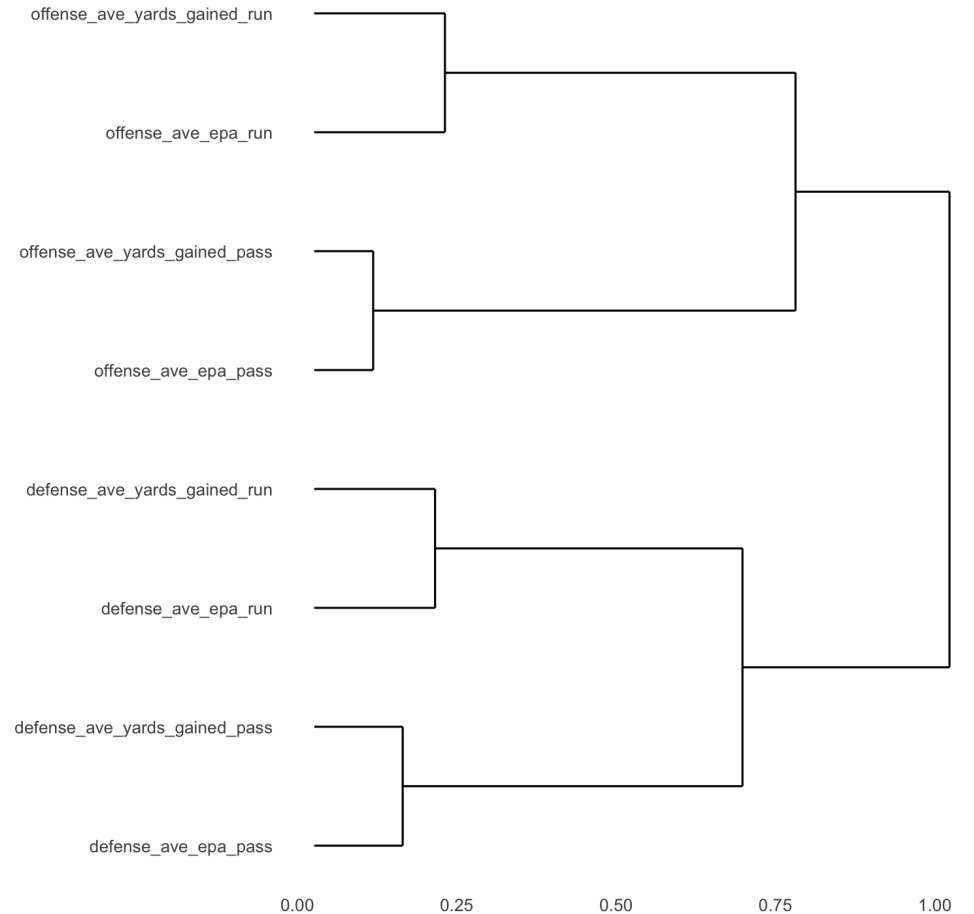 offense_ave_yards_gained_run
offense_ave_epa_run
offense_ave_yards_gained_pass
offense_ave_epa_pass
defense_ave_yards_gained_run
defense_ave_epa_run
defense_ave_yards_gained_pass
defense_ave_epa_pass
0.00 0.25 0.50 0.75 1.00